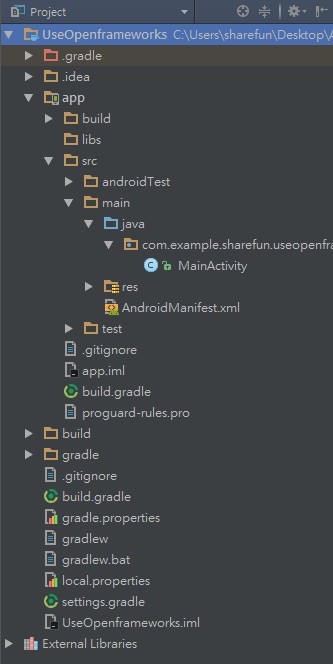 Project
UseOpenframeworks C:\Users\sharefun\Desktop\A
.gradle
.idea
app
build
libs
src
androidTest
main
java
com.example.sharefun.useopenfra
MainActivity
res
AndroidManifest.xml
test
.gitignore
app.iml
build.gradle
proguard-rules.pro
build
gradle
.gitignore
build.gradle
gradle.properties
gradlew
gradlew.bat
local.properties
settings.gradle
UseOpenframeworks.iml
External Libraries